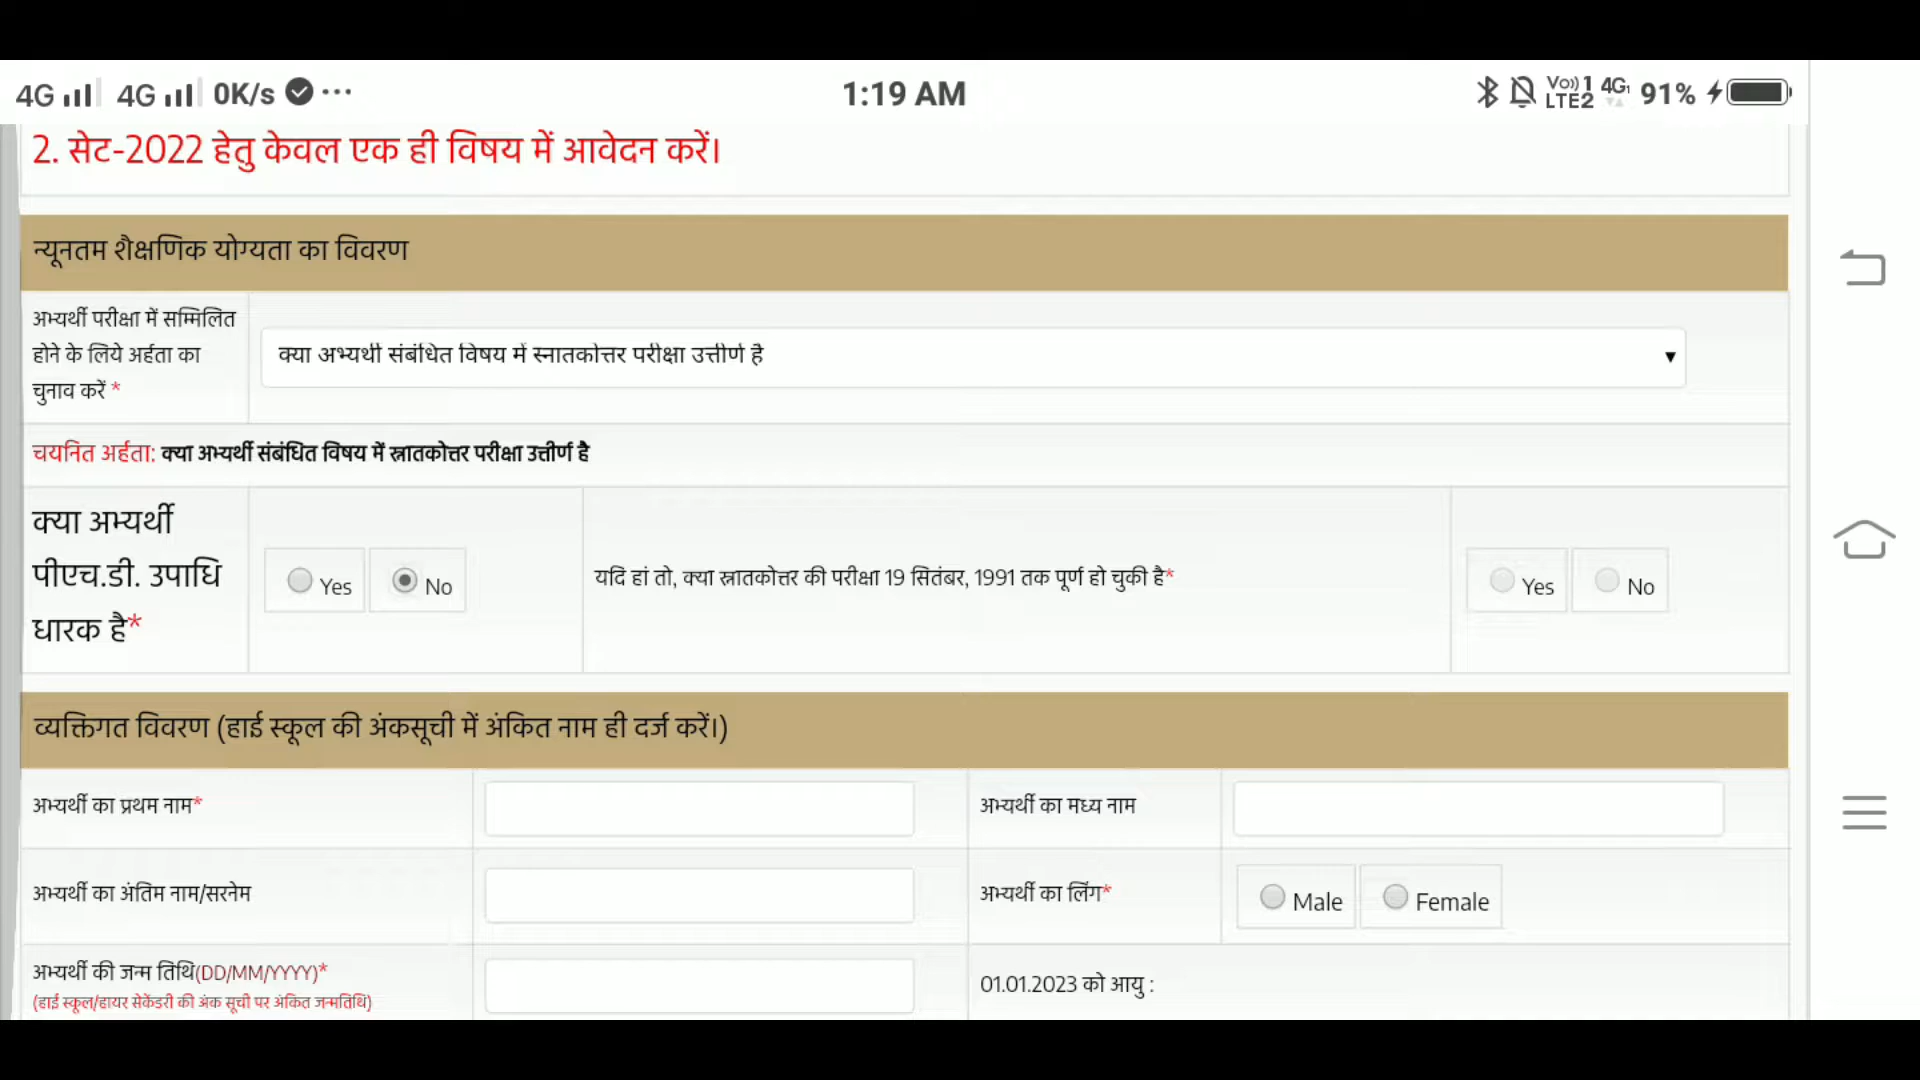 4G 4G 0K/s ... 1:19 AM Vo)) 1 4G 91%
LTE2
2. सेट-2022 हेतु केवल एक ही विषय में आवेदन करें।
न्यूनतम शैक्षणिक योग्यता का विवरण
अभ्यर्थी परीक्षा में सम्मिलित
होने के लिये अर्हता का
चुनाव करें *
क्या अभ्यर्थी संबंधित विषय में स्नातकोत्तर परीक्षा उत्तीर्ण है
चयनित अर्हता: क्या अभ्यर्थी संबंधित विषय में स्नातकोत्तर परीक्षा उत्तीर्ण है
क्या अभ्यर्थी
पीएच.डी. उपाधि
धारक है*
Yes No
यदि हां तो, क्या स्नातकोत्तर की परीक्षा 19 सितंबर, 1991 तक पूर्ण हो चुकी है*
Yes No
व्यक्तिगत विवरण (हाई स्कूल की अंकसूची में अंकित नाम ही दर्ज करें।)
अभ्यर्थी का प्रथम नाम*
अभ्यर्थी का मध्य नाम
अभ्यर्थी का अंतिम नाम/सरनेम
अभ्यर्थी का लिंग*
Male Female
अभ्यर्थी की जन्म तिथि(DD/MM/YYYY)*
(हाई स्कूल/हायर सेकेंडरी की अंक सूची पर अंकित जन्मतिथि)
01.01.2023 को आयु :